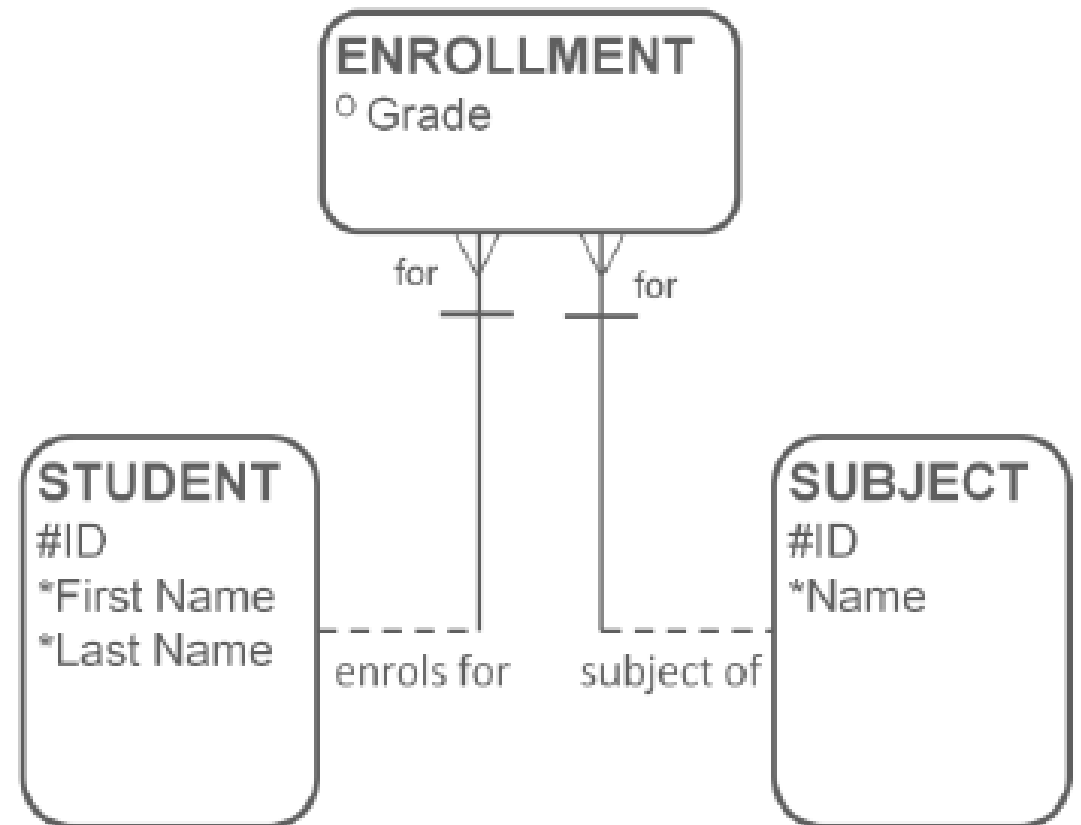 ENROLLMENT
o Grade
for
for
STUDENT
#ID
*First Name
*Last Name
enrols for
subject of
SUBJECT
#ID
*Name